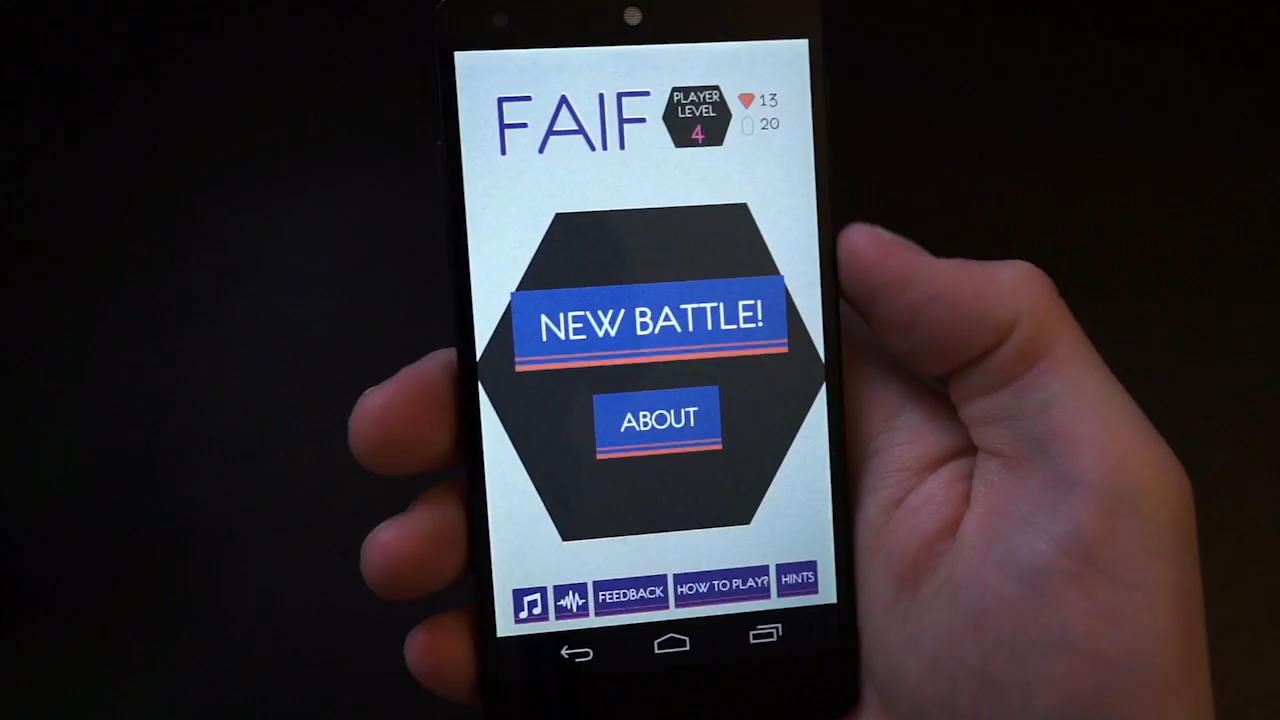 FAIF
PLAYER
LEVEL
4
13
20
NEW BATTLE!
ABOUT
FEEDBACK
HOW TO PLAY?
HINTS